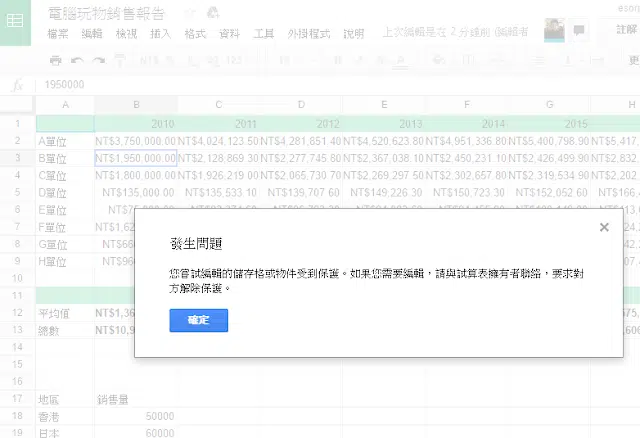 電腦玩物銷售報告
檔案 編輯 檢視 插入 格式 資料 工具 外掛程式 說明 上次編輯是在 2 分鐘前
註解
fx 1950000
A B C D E F G H
1 2010 2011 2012 2013 2014 2015
2 A單位 NT$3,750,000.00 NT$4,024,123.50 NT$4,281,851.40 NT$4,520,623.80 NT$4,951,336.80 NT$5,400,798.90 NT$5,417
3 B單位 NT$1,950,000.00 NT$2,128,869.30 NT$2,277,745.80 NT$2,367,038.10 NT$2,450,231.10 NT$2,426,499.90 NT$2,832
4 C單位 NT$1,800,000.00 NT$1,926,219.00 NT$2,065,730.70 NT$2,269,297.50 NT$2,302,657.80 NT$2,319,534.90 NT$2,202
5 D單位 NT$135,000.00 NT$135,533.10 NT$139,707.60 NT$149,226.30 NT$150,723.30 NT$152,052.60 NT$166,4
6 E單位
7 F單位 NT$1,62
8 G單位 NT$66
9 H單位 NT$96
10
11
12 平均值 NT$1,36
13 總數 NT$10,9
14
15
16
17 地區 銷售量
18 香港 50000
19 日本 60000
發生問題
您嘗試編輯的儲存格或物件受到保護。如果您需要編輯，請與試算表擁有者聯絡，要求對
方解除保護。
確定